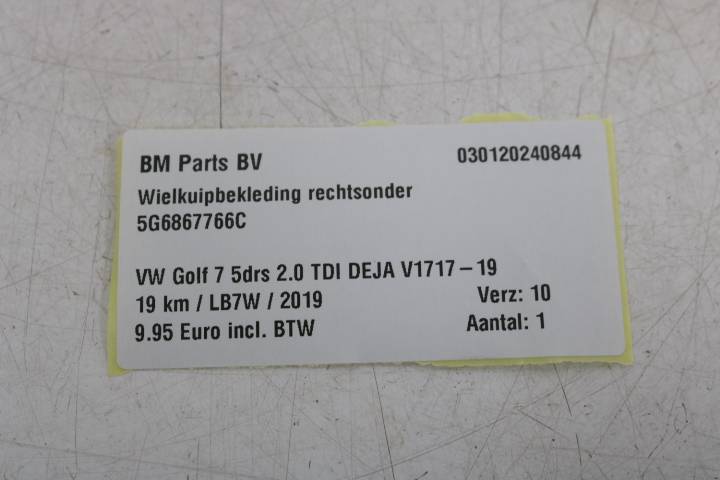 BM Parts BV 030120240844
Wielkuipbekleding rechtsonder
5G6867766C
VW Golf 7 5drs 2.0 TDI DEJA V1717-19
19 km / LB7W / 2019 Verz: 10
9.95 Euro incl. BTW Aantal: 1